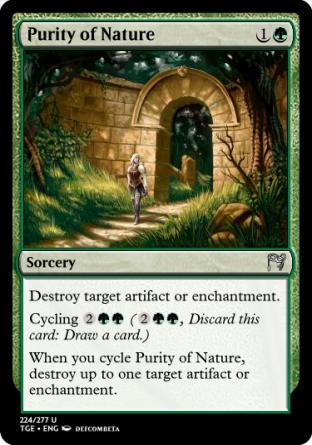 Purity of Nature 1
Sorcery
Destroy target artifact or enchantment.
Cycling 2 ( 2 , Discard this
card: Draw a card.)
When you cycle Purity of Nature,
destroy up to one target artifact or
enchantment.
224/277 U
TGE • ENG DEFCOMBETA